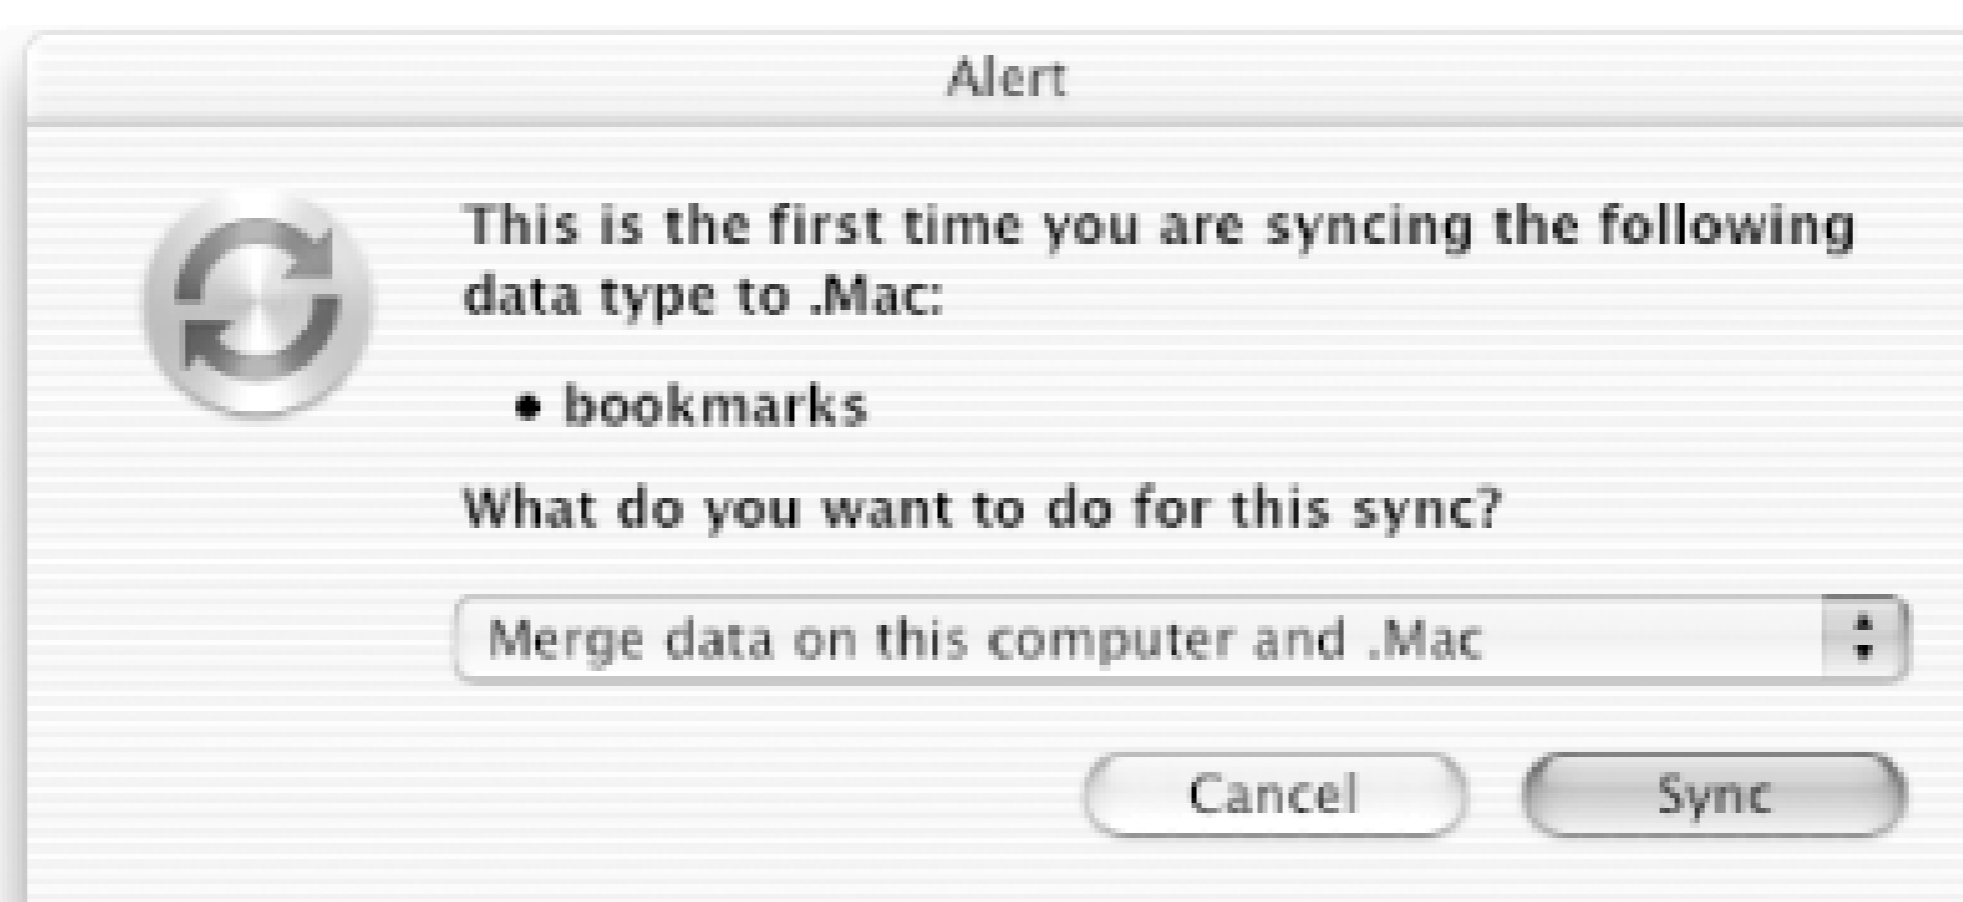 Alert
This is the first time you are syncing the following
data type to .Mac:
• bookmarks
What do you want to do for this sync?
Merge data on this computer and .Mac
Cancel Sync